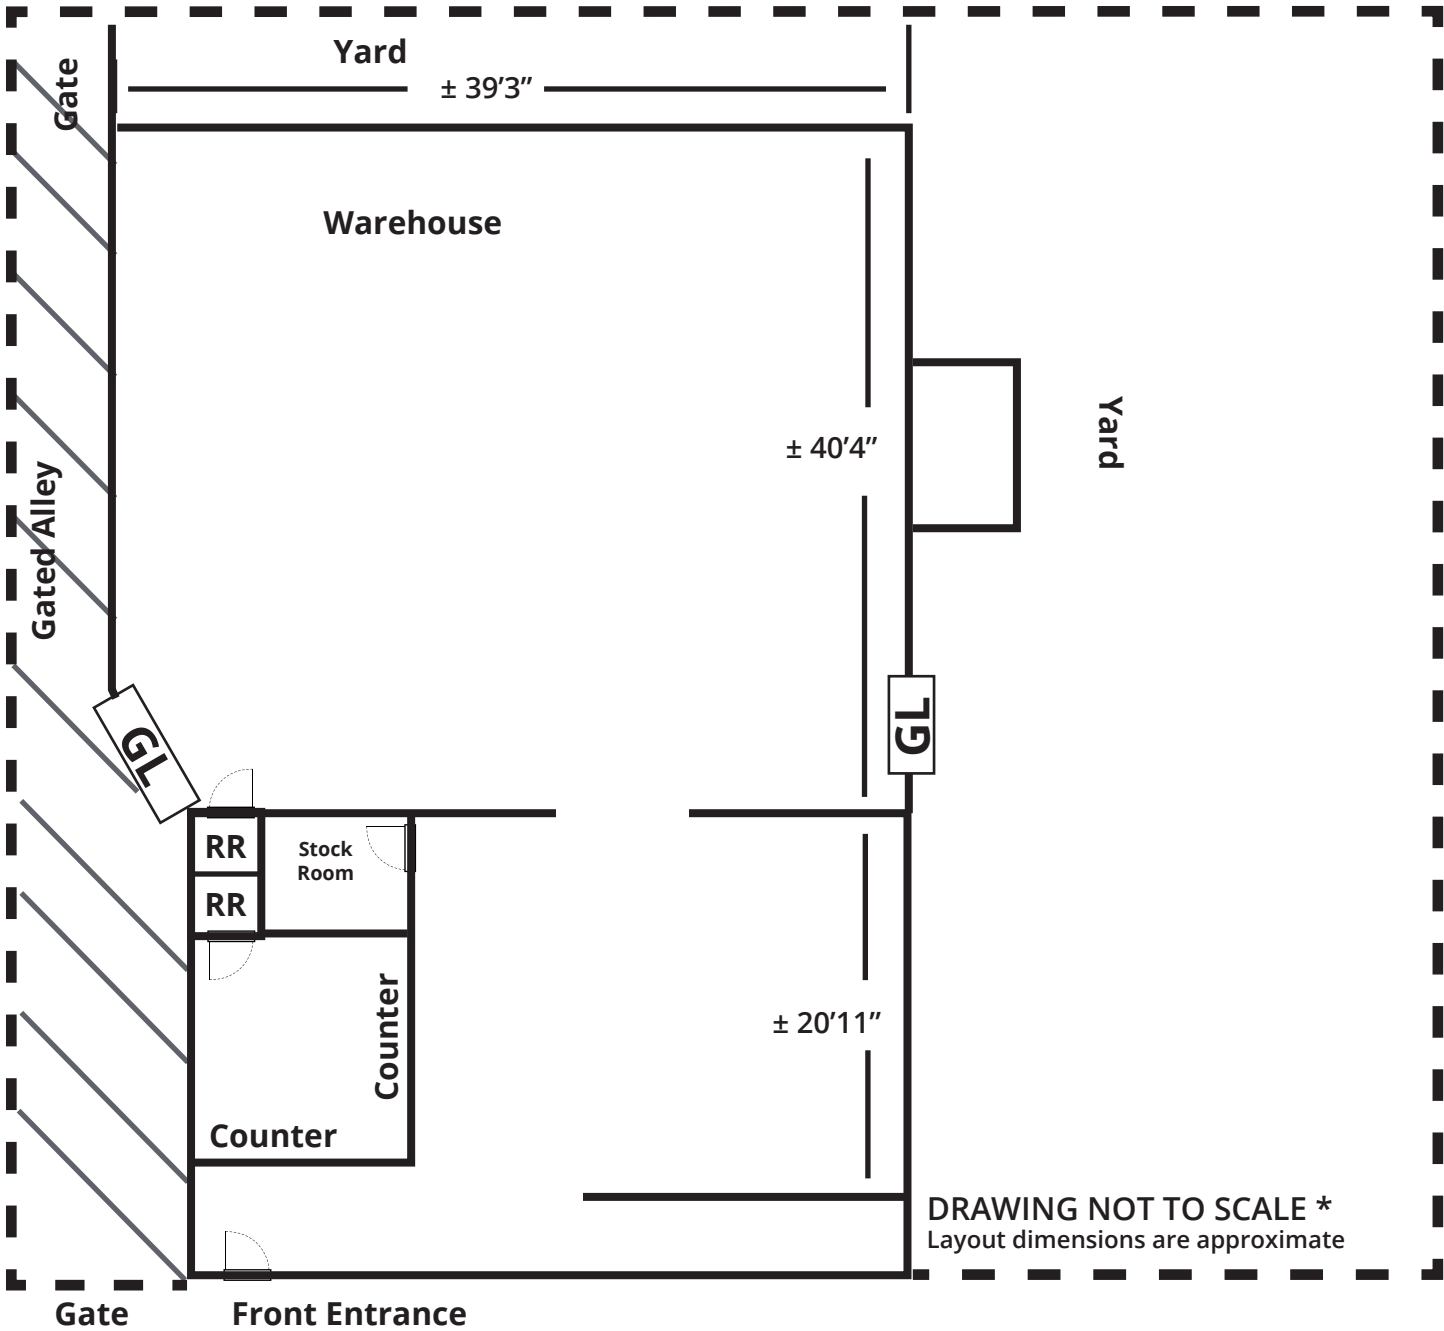 Yard
Gate
± 39’3”
Warehouse
± 40’4”
Yard
Gated Alley
GL
GL
RR
Stock
Room
RR
Counter
± 20’11”
Counter
DRAWING NOT TO SCALE *
Layout dimensions are approximate
Gate
Front Entrance